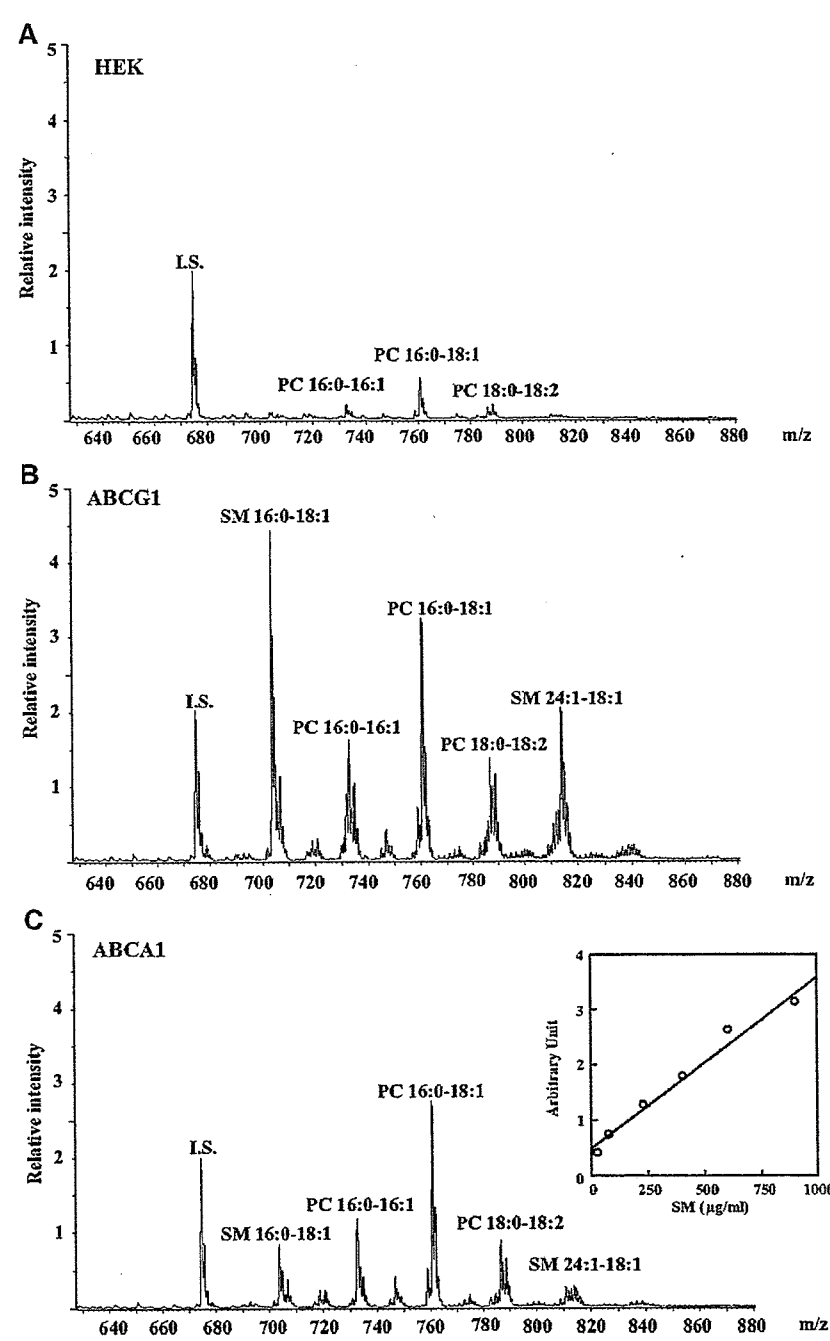 A
HEK
5
4
3
2
1
Relative intensity
I.S.
PC 16:0-16:1
PC 16:0-18:1
PC 18:0-18:2
640 660 680 700 720 740 760 780 800 820 840 860 880 m/z
B
ABCG1
5
4
3
2
1
Relative intensity
I.S.
SM 16:0-18:1
PC 16:0-16:1
PC 16:0-18:1
PC 18:0-18:2
SM 24:1-18:1
640 660 680 700 720 740 760 780 800 820 840 860 880 m/z
C
ABCA1
5
4
3
2
1
Relative intensity
I.S.
SM 16:0-18:1
PC 16:0-16:1
PC 16:0-18:1
PC 18:0-18:2
SM 24:1-18:1
640 660 680 700 720 740 760 780 800 820 840 860 880 m/z
4
3
2
1
0
Arbitrary Unit
0 250 500 750 1000
SM (µg/ml)